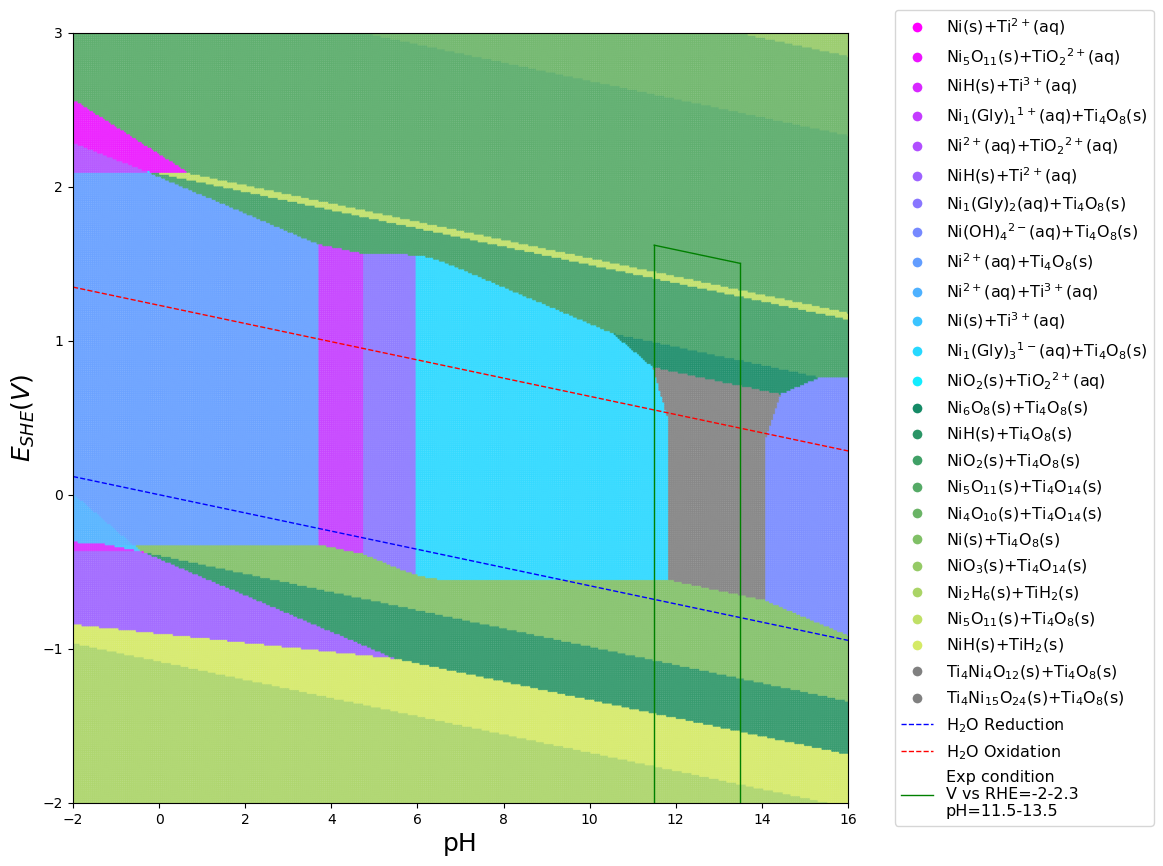 3
2
1
0
−1
−2
−2
0
2
4
6
8
10
12
14
16
pH
E_SHE(V)
Ni(s)+Ti²⁺(aq)
Ni₅O₁₁(s)+TiO₂²⁺(aq)
NiH(s)+Ti³⁺(aq)
Ni₁(Gly)₁¹⁺(aq)+Ti₄O₈(s)
Ni²⁺(aq)+TiO₂²⁺(aq)
NiH(s)+Ti²⁺(aq)
Ni₁(Gly)₂(aq)+Ti₄O₈(s)
Ni(OH)₄²⁻(aq)+Ti₄O₈(s)
Ni²⁺(aq)+Ti₄O₈(s)
Ni²⁺(aq)+Ti³⁺(aq)
Ni(s)+Ti³⁺(aq)
Ni₁(Gly)₃¹⁻(aq)+Ti₄O₈(s)
NiO₂(s)+TiO₂²⁺(aq)
Ni₆O₈(s)+Ti₄O₈(s)
NiH(s)+Ti₄O₈(s)
NiO₂(s)+Ti₄O₈(s)
Ni₅O₁₁(s)+Ti₄O₁₄(s)
Ni₄O₁₀(s)+Ti₄O₁₄(s)
Ni(s)+Ti₄O₈(s)
NiO₃(s)+Ti₄O₁₄(s)
Ni₂H₆(s)+TiH₂(s)
Ni₅O₁₁(s)+Ti₄O₈(s)
NiH(s)+TiH₂(s)
Ti₄Ni₄O₁₂(s)+Ti₄O₈(s)
Ti₄Ni₁₅O₂₄(s)+Ti₄O₈(s)
H₂O Reduction
H₂O Oxidation
Exp condition
V vs RHE=-2-2.3
pH=11.5-13.5